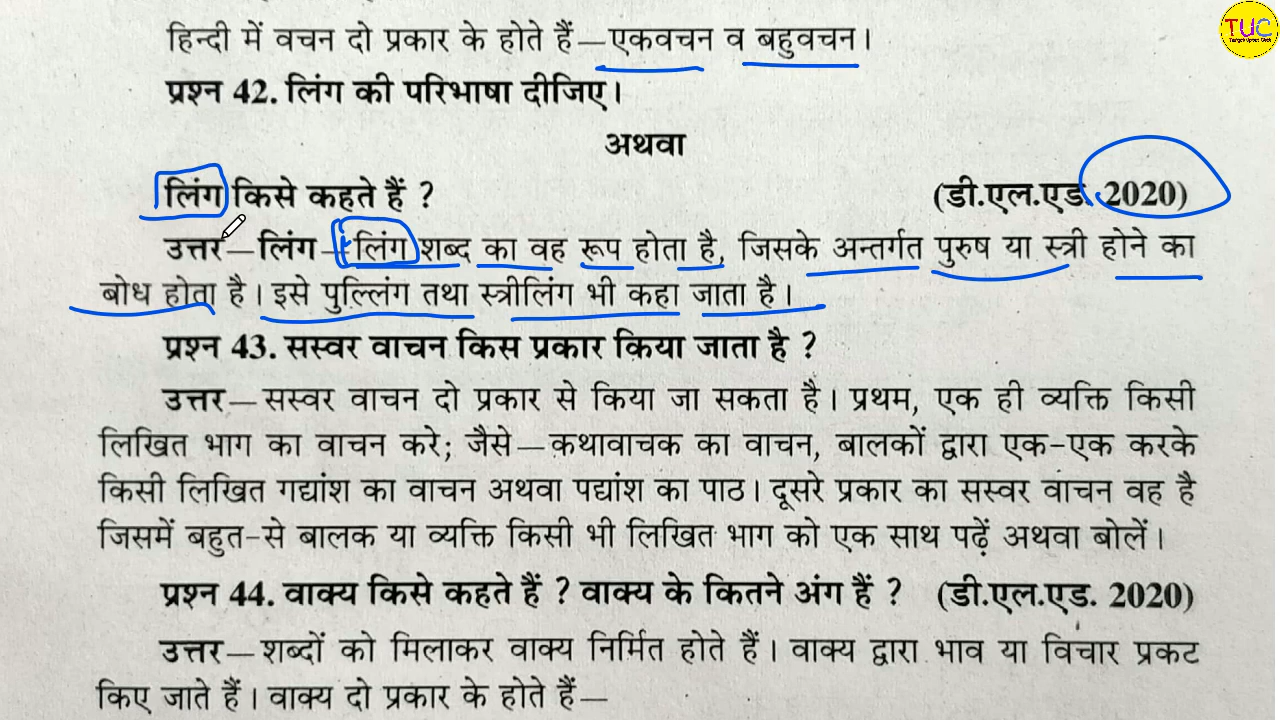 हिन्दी में वचन दो प्रकार के होते हैं—एकवचन व बहुवचन।
TUC
प्रश्न 42. लिंग की परिभाषा दीजिए।
अथवा
लिंग किसे कहते हैं ? (डी.एल.एड. 2020)
उत्तर—लिंग—लिंग शब्द का वह रूप होता है, जिसके अन्तर्गत पुरुष या स्त्री होने का
बोध होता है। इसे पुल्लिंग तथा स्त्रीलिंग भी कहा जाता है।
प्रश्न 43. सस्वर वाचन किस प्रकार किया जाता है ?
उत्तर—सस्वर वाचन दो प्रकार से किया जा सकता है। प्रथम, एक ही व्यक्ति किसी
लिखित भाग का वाचन करे; जैसे—कथावाचक का वाचन, बालकों द्वारा एक-एक करके
किसी लिखित गद्यांश का वाचन अथवा पद्यांश का पाठ। दूसरे प्रकार का सस्वर वाचन वह है
जिसमें बहुत-से बालक या व्यक्ति किसी भी लिखित भाग को एक साथ पढ़ें अथवा बोलें।
प्रश्न 44. वाक्य किसे कहते हैं ? वाक्य के कितने अंग हैं ? (डी.एल.एड. 2020)
उत्तर—शब्दों को मिलाकर वाक्य निर्मित होते हैं। वाक्य द्वारा भाव या विचार प्रकट
किए जाते हैं। वाक्य दो प्रकार के होते हैं—